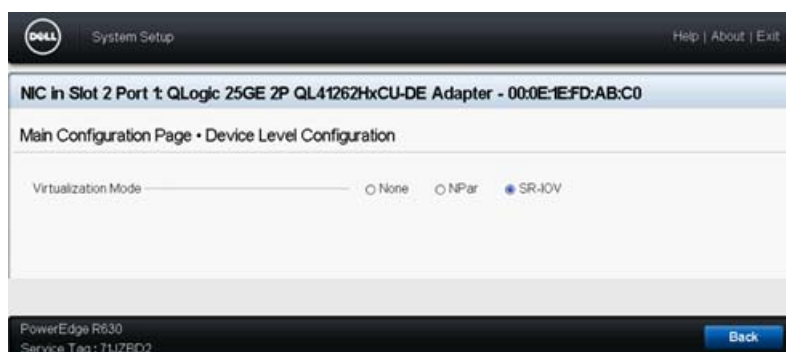 DELL
System Setup
Help | About | Exit
NIC in Slot 2 Port 1: QLogic 25GE 2P QL41262HxCU-DE Adapter - 00:0E:1E:FD:AB:C0
Main Configuration Page • Device Level Configuration
Virtualization Mode None NPar SR-IOV
PowerEdge R630
Service Tag : 71JZBD2
Back